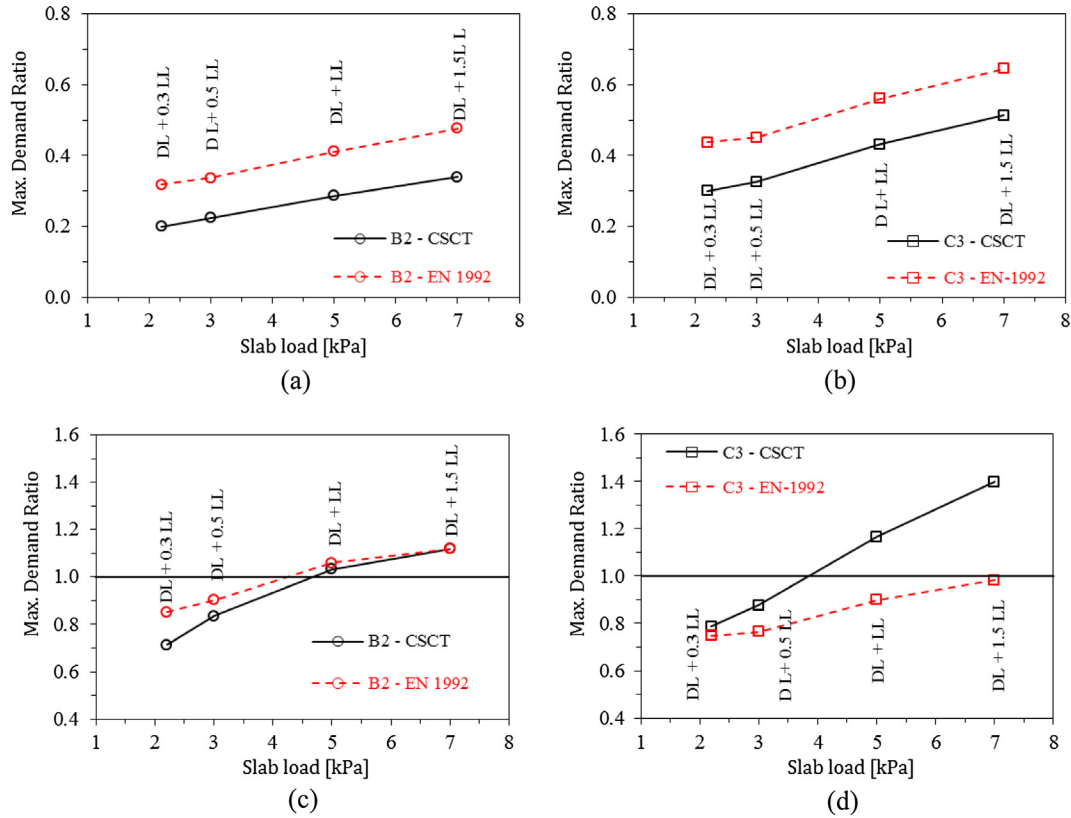 0.8
0.6
0.4
0.2
0.0
Max. Demand Ratio
DL + 0.3 LL
D L+ 0.5 LL
DL + LL
DL + 1.5L L
B2 - CSCT
B2 - EN 1992
1 2 3 4 5 6 7 8
Slab load [kPa]
(a)
0.8
0.6
0.4
0.2
0.0
Max. Demand Ratio
DL + 0.3 LL
DL + 0.5 LL
D L+ LL
DL + 1.5 LL
C3 - CSCT
C3 - EN-1992
1 2 3 4 5 6 7 8
Slab load [kPa]
(b)
1.6
1.4
1.2
1.0
0.8
0.6
0.4
Max. Demand Ratio
DL + 0.3 LL
DL + 0.5 LL
DL + LL
DL + 1.5 LL
B2 - CSCT
B2 - EN 1992
1 2 3 4 5 6 7 8
Slab load [kPa]
(c)
1.6
1.4
1.2
1.0
0.8
0.6
0.4
Max. Demand Ratio
C3 - CSCT
C3 - EN-1992
DL + 0.3 LL
D L+ 0.5 LL
DL + LL
DL + 1.5 LL
1 2 3 4 5 6 7 8
Slab load [kPa]
(d)